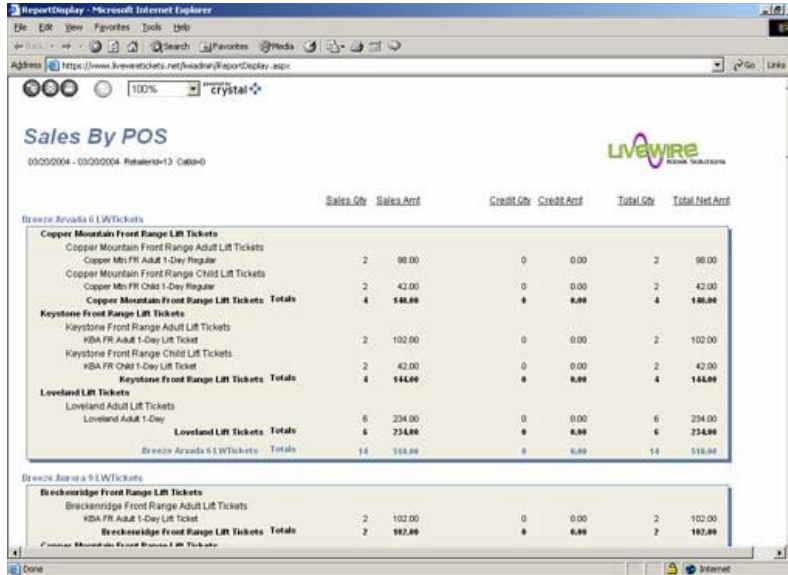 ReportDisplay - Microsoft Internet Explorer
File Edit View Favorites Tools Help
Back Search Favorites Media
Address https://www.livewiretickets.net/lwadmin/ReportDisplay.aspx Go Links
100% powered by crystal
Sales By POS
LIVEWIRE
Kiosk Solutions
03/20/2004 - 03/20/2004 RetailerId=13 CatId=0
Sales Qty Sales Amt Credit Qty Credit Amt Total Qty Total Net Amt
Breeze Arvada 6 LWTickets
Copper Mountain Front Range Lift Tickets
Copper Mountain Front Range Adult Lift Tickets
Copper Mtn FR Adult 1-Day Regular 2 98.00 0 0.00 2 98.00
Copper Mountain Front Range Child Lift Tickets
Copper Mtn FR Child 1-Day Regular 2 42.00 0 0.00 2 42.00
Copper Mountain Front Range Lift Tickets Totals 4 140.00 0 0.00 4 140.00
Keystone Front Range Lift Tickets
Keystone Front Range Adult Lift Tickets
KBA FR Adult 1-Day Lift Ticket 2 102.00 0 0.00 2 102.00
Keystone Front Range Child Lift Tickets
KBA FR Child 1-Day Lift Ticket 2 42.00 0 0.00 2 42.00
Keystone Front Range Lift Tickets Totals 4 144.00 0 0.00 4 144.00
Loveland Lift Tickets
Loveland Adult Lift Tickets
Loveland Adult 1-Day 6 234.00 0 0.00 6 234.00
Loveland Lift Tickets Totals 6 234.00 0 0.00 6 234.00
Breeze Arvada 6 LWTickets Totals 14 518.00 0 0.00 14 518.00
Breeze Aurora 9 LWTickets
Breckenridge Front Range Lift Tickets
Breckenridge Front Range Adult Lift Tickets
KBA FR Adult 1-Day Lift Ticket 2 102.00 0 0.00 2 102.00
Breckenridge Front Range Lift Tickets Totals 2 102.00 0 0.00 2 102.00
Copper Mountain Front Range Lift Tickets
Done Internet